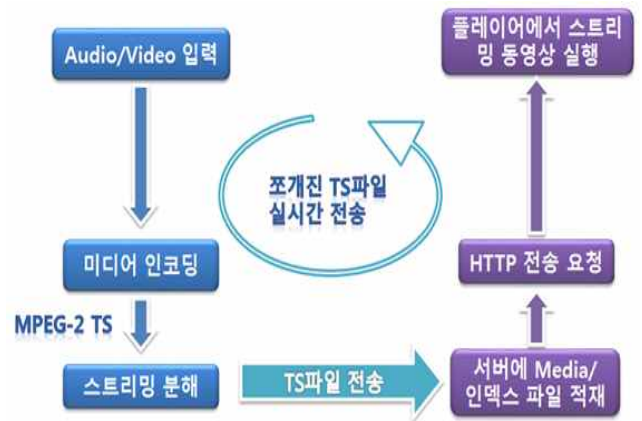 Audio/Video 입력
플레이어에서 스트리
밍 동영상 실행
쪼개진 TS파일
실시간 전송
미디어 인코딩
HTTP 전송 요청
MPEG-2 TS
스트리밍 분해
TS파일 전송
서버에 Media/
인덱스 파일 적재